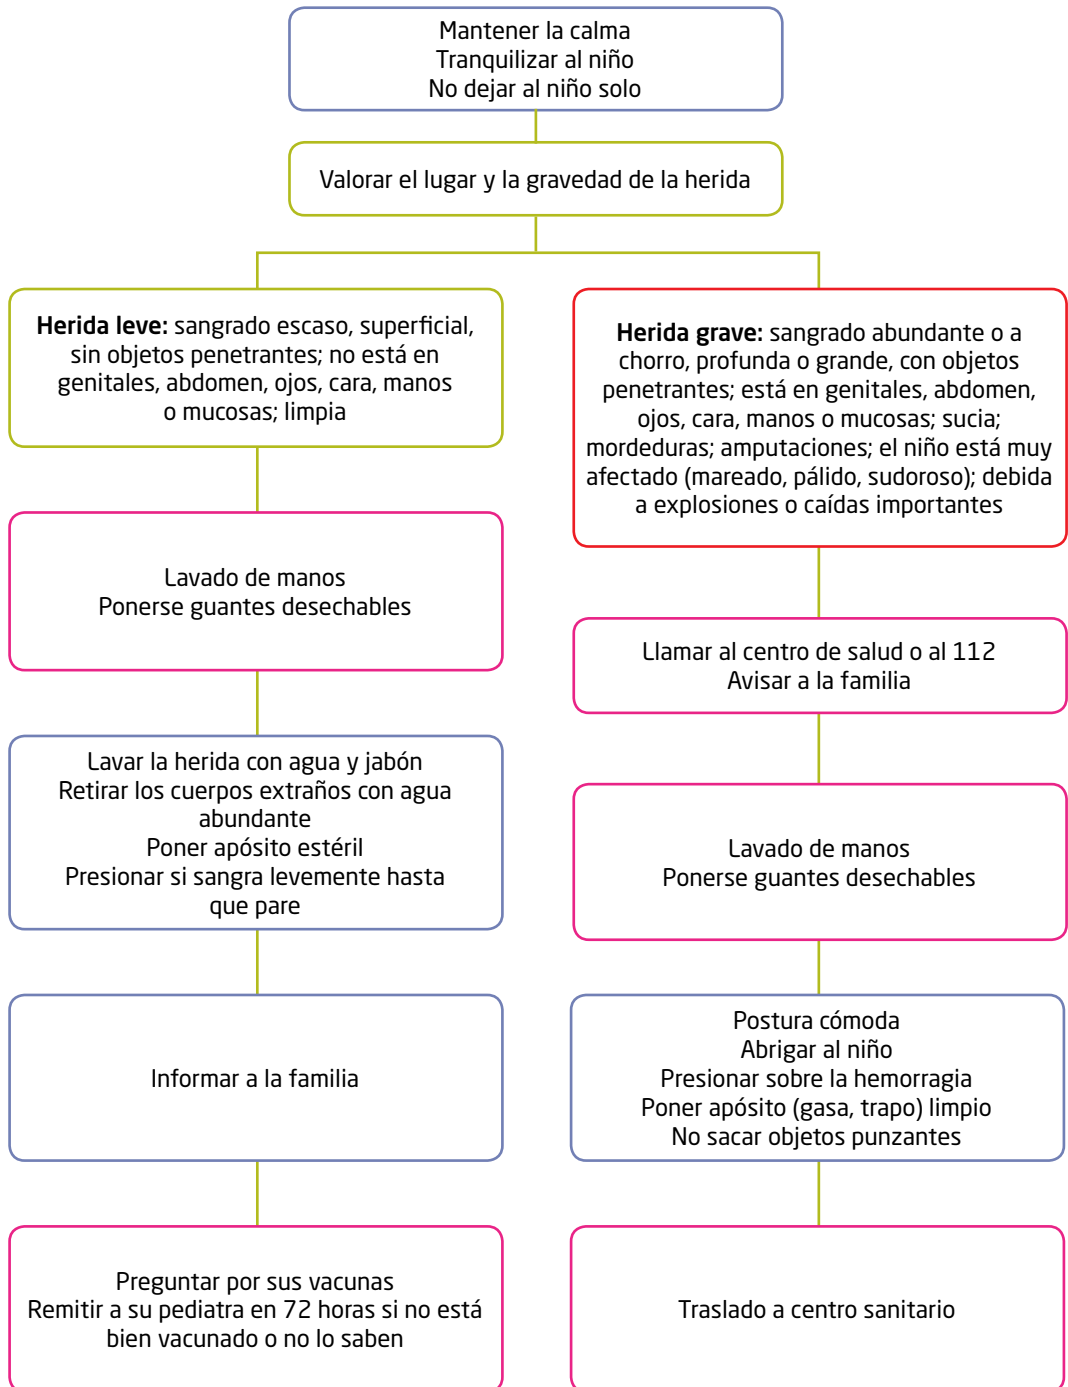 Mantener la calma
Tranquilizar al niño
No dejar al niño solo
Valorar el lugar y la gravedad de la herida
Herida leve: sangrado escaso, superficial,
sin objetos penetrantes; no está en
genitales, abdomen, ojos, cara, manos
o mucosas; limpia
Lavado de manos
Ponerse guantes desechables
Lavar la herida con agua y jabón
Retirar los cuerpos extraños con agua
abundante
Poner apósito estéril
Presionar si sangra levemente hasta
que pare
Informar a la familia
Preguntar por sus vacunas
Remitir a su pediatra en 72 horas si no está
bien vacunado o no lo saben
Herida grave: sangrado abundante o a
chorro, profunda o grande, con objetos
penetrantes; está en genitales, abdomen,
ojos, cara, manos o mucosas; sucia;
mordeduras; amputaciones; el niño está muy
afectado (mareado, pálido, sudoroso); debida
a explosiones o caídas importantes
Llamar al centro de salud o al 112
Avisar a la familia
Lavado de manos
Ponerse guantes desechables
Postura cómoda
Abrigar al niño
Presionar sobre la hemorragia
Poner apósito (gasa, trapo) limpio
No sacar objetos punzantes
Traslado a centro sanitario